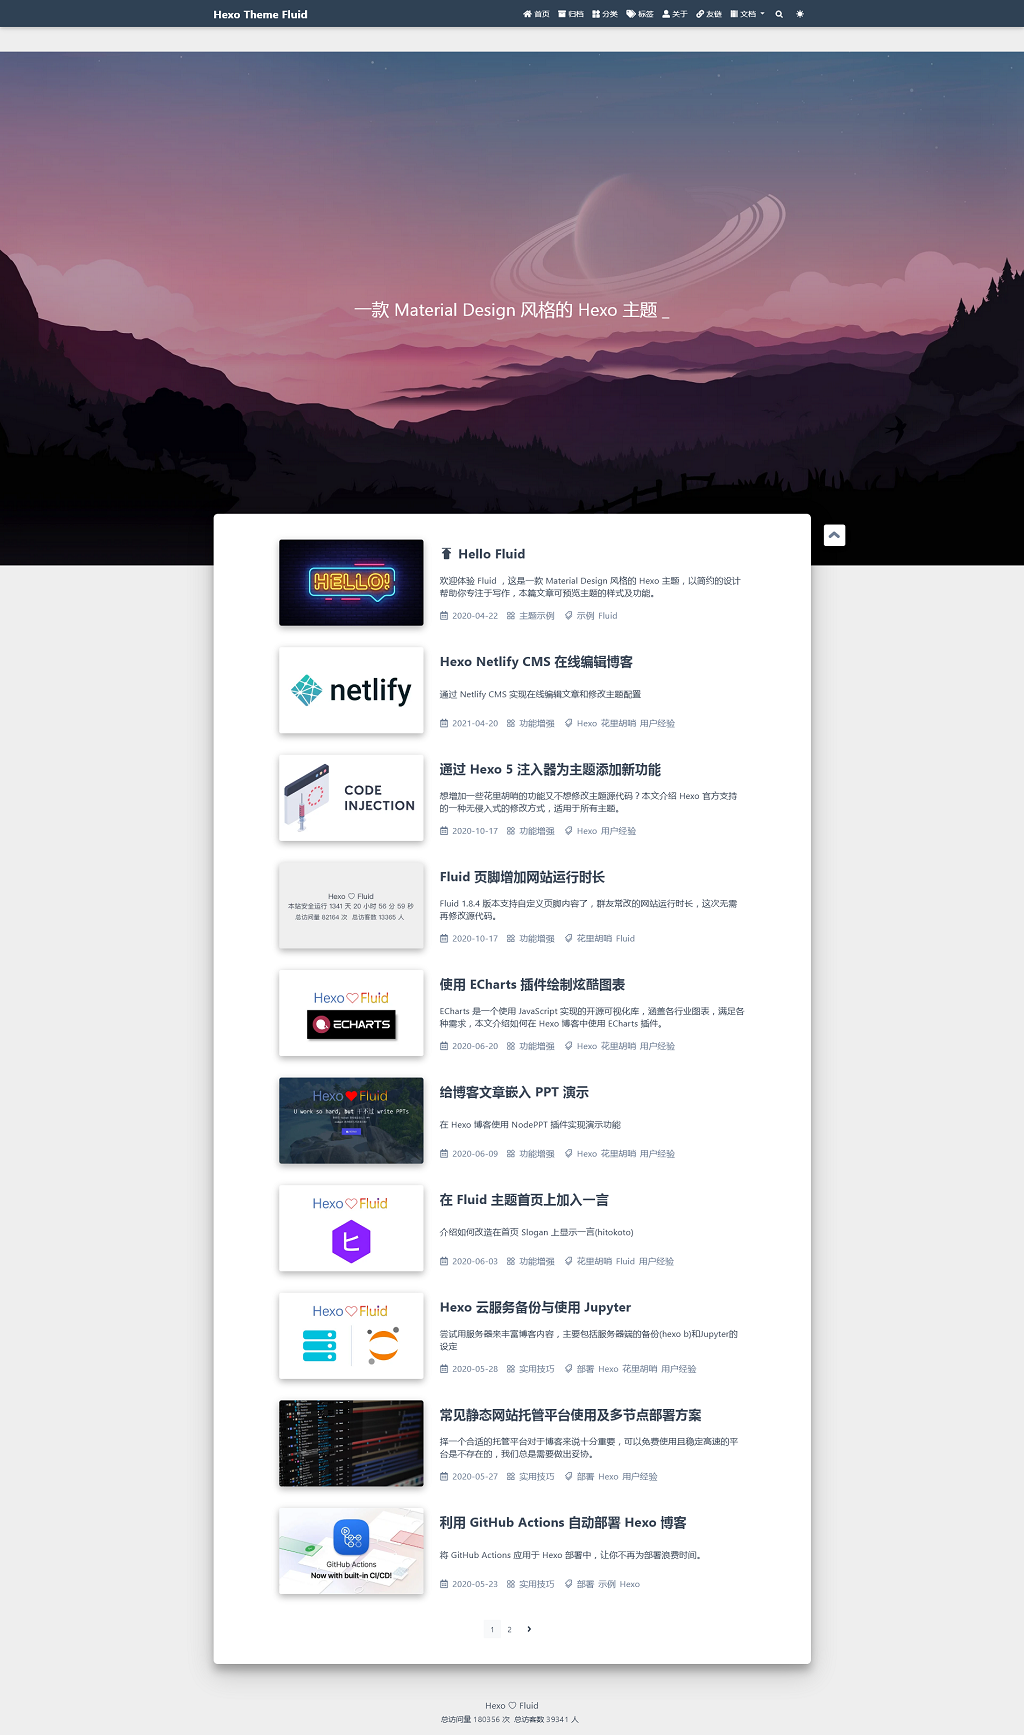 Hexo Theme Fluid
首页 归档 分类 标签 关于 友链 文档
一款 Material Design 风格的 Hexo 主题 _
HELLO!
Hello Fluid
欢迎体验 Fluid ，这是一款 Material Design 风格的 Hexo 主题，以简约的设计
帮助你专注于写作，本篇文章可预览主题的样式及功能。
2020-04-22 主题示例 示例 Fluid
netlify
Hexo Netlify CMS 在线编辑博客
通过 Netlify CMS 实现在线编辑文章和修改主题配置
2021-04-20 功能增强 Hexo 花里胡哨 用户经验
CODE
INJECTION
通过 Hexo 5 注入器为主题添加新功能
想增加一些花里胡哨的功能又不想修改主题源代码？本文介绍 Hexo 官方支持
的一种无侵入式的修改方式，适用于所有主题。
2020-10-17 功能增强 Hexo 用户经验
Hexo ♡ Fluid
本站安全运行 1341 天 20 小时 56 分 59 秒
总访问量 82164 次 总访客数 13365 人
Fluid 页脚增加网站运行时长
Fluid 1.8.4 版本支持自定义页脚内容了，群友常改的网站运行时长，这次无需
再修改源代码。
2020-10-17 功能增强 花里胡哨 Fluid
Hexo♡Fluid
ECHARTS
使用 ECharts 插件绘制炫酷图表
ECharts 是一个使用 JavaScript 实现的开源可视化库，涵盖各行业图表，满足各
种需求，本文介绍如何在 Hexo 博客中使用 ECharts 插件。
2020-06-20 功能增强 Hexo 花里胡哨 用户经验
Hexo♥Fluid
U work so hard, but 干不过 write PPTs
给博客文章嵌入 PPT 演示
在 Hexo 博客使用 NodePPT 插件实现演示功能
2020-06-09 功能增强 Hexo 花里胡哨 用户经验
Hexo♡Fluid
ヒ
在 Fluid 主题首页上加入一言
介绍如何改造在首页 Slogan 上显示一言(hitokoto)
2020-06-03 功能增强 花里胡哨 Fluid 用户经验
Hexo♡Fluid
Hexo 云服务备份与使用 Jupyter
尝试用服务器来丰富博客内容，主要包括服务器端的备份(hexo b)和Jupyter的
设定
2020-05-28 实用技巧 部署 Hexo 花里胡哨 用户经验
常见静态网站托管平台使用及多节点部署方案
择一个合适的托管平台对于博客来说十分重要，可以免费使用且稳定高速的平
台是不存在的，我们总是需要做出妥协。
2020-05-27 实用技巧 部署 Hexo 用户经验
GitHub Actions
Now with built-in CI/CD!
利用 GitHub Actions 自动部署 Hexo 博客
将 GitHub Actions 应用于 Hexo 部署中，让你不再为部署浪费时间。
2020-05-23 实用技巧 部署 示例 Hexo
1 2
Hexo ♡ Fluid
总访问量 180356 次 总访客数 39341 人